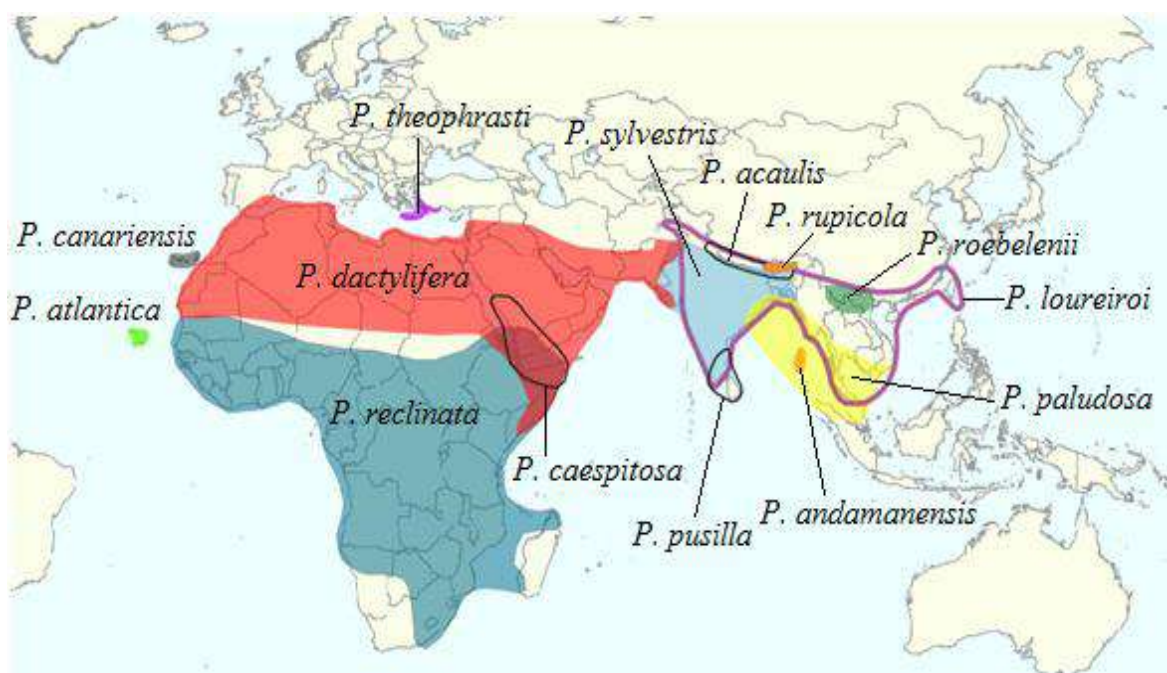 P. theophrasti
P. sylvestris
P. acaulis
P. rupicola
P. canariensis
P. roebelenii
P. dactylifera
P. atlantica
P. loureiroi
P. reclinata
P. paludosa
P. caespitosa
P. andamanensis
P. pusilla